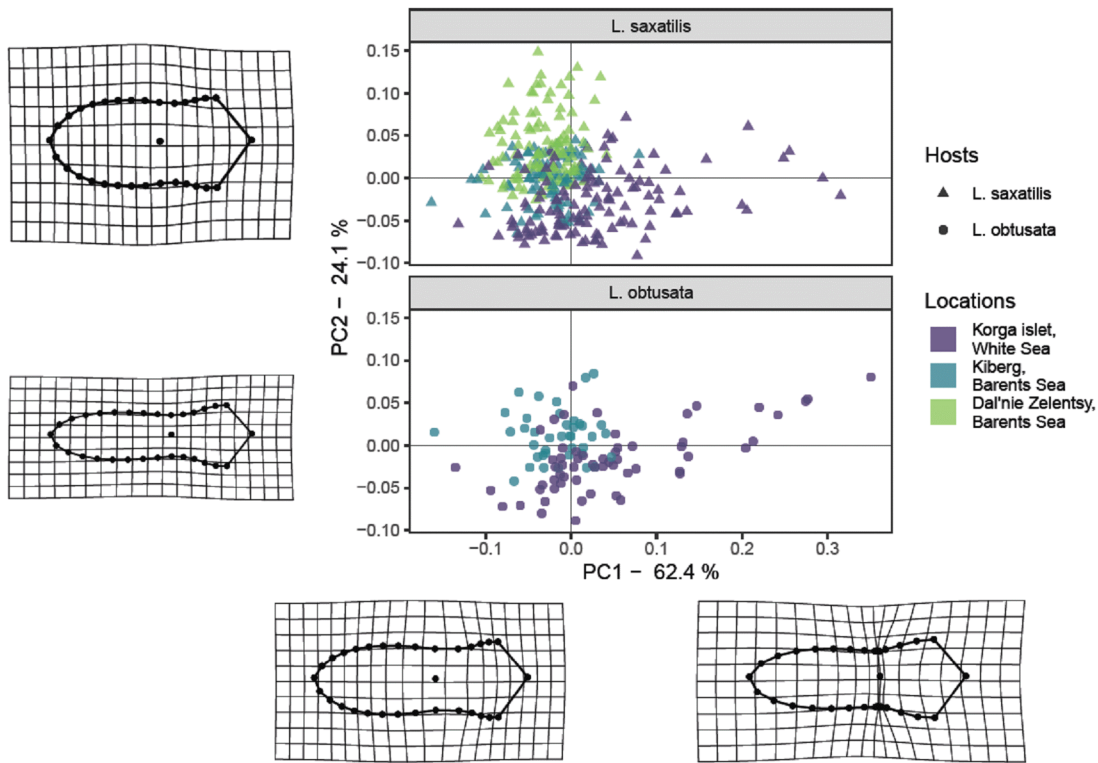 L. saxatilis
0.15
0.10
0.05
0.00
−0.05
−0.10
L. obtusata
0.15
0.10
0.05
0.00
−0.05
−0.10
PC2 − 24.1 %
−0.1
0.0
0.1
0.2
0.3
PC1 − 62.4 %
Hosts
L. saxatilis
L. obtusata
Locations
Korga islet,
White Sea
Kiberg,
Barents Sea
Dal'nie Zelentsy,
Barents Sea